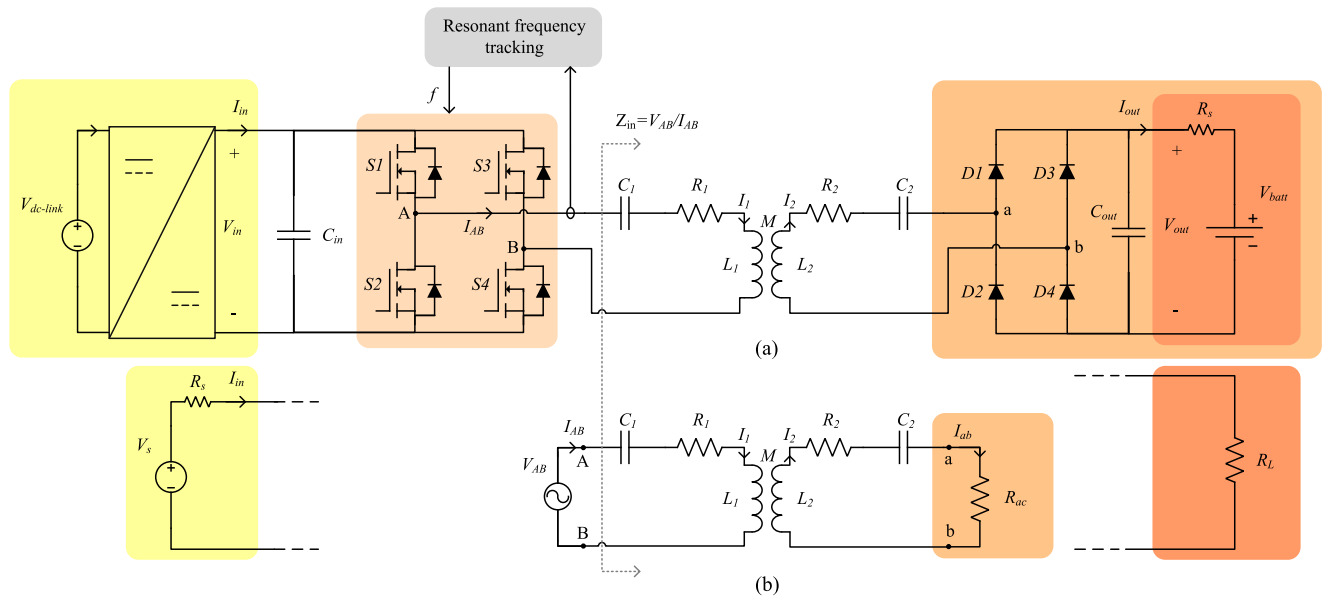 Resonant frequency
tracking
f
I_in
+
V_dc-link
V_in
-
C_in
S1
S3
S2
S4
A
B
I_AB
Z_in=V_AB/I_AB
C_1
R_1
I_1
M
I_2
R_2
C_2
L_1
L_2
D1
D3
a
b
D2
D4
C_out
I_out
R_s
+
V_out
-
V_batt
(a)
R_s
I_in
V_s
I_AB
V_AB
A
B
C_1
R_1
I_1
M
I_2
R_2
C_2
L_1
L_2
I_ab
a
R_ac
b
R_L
(b)